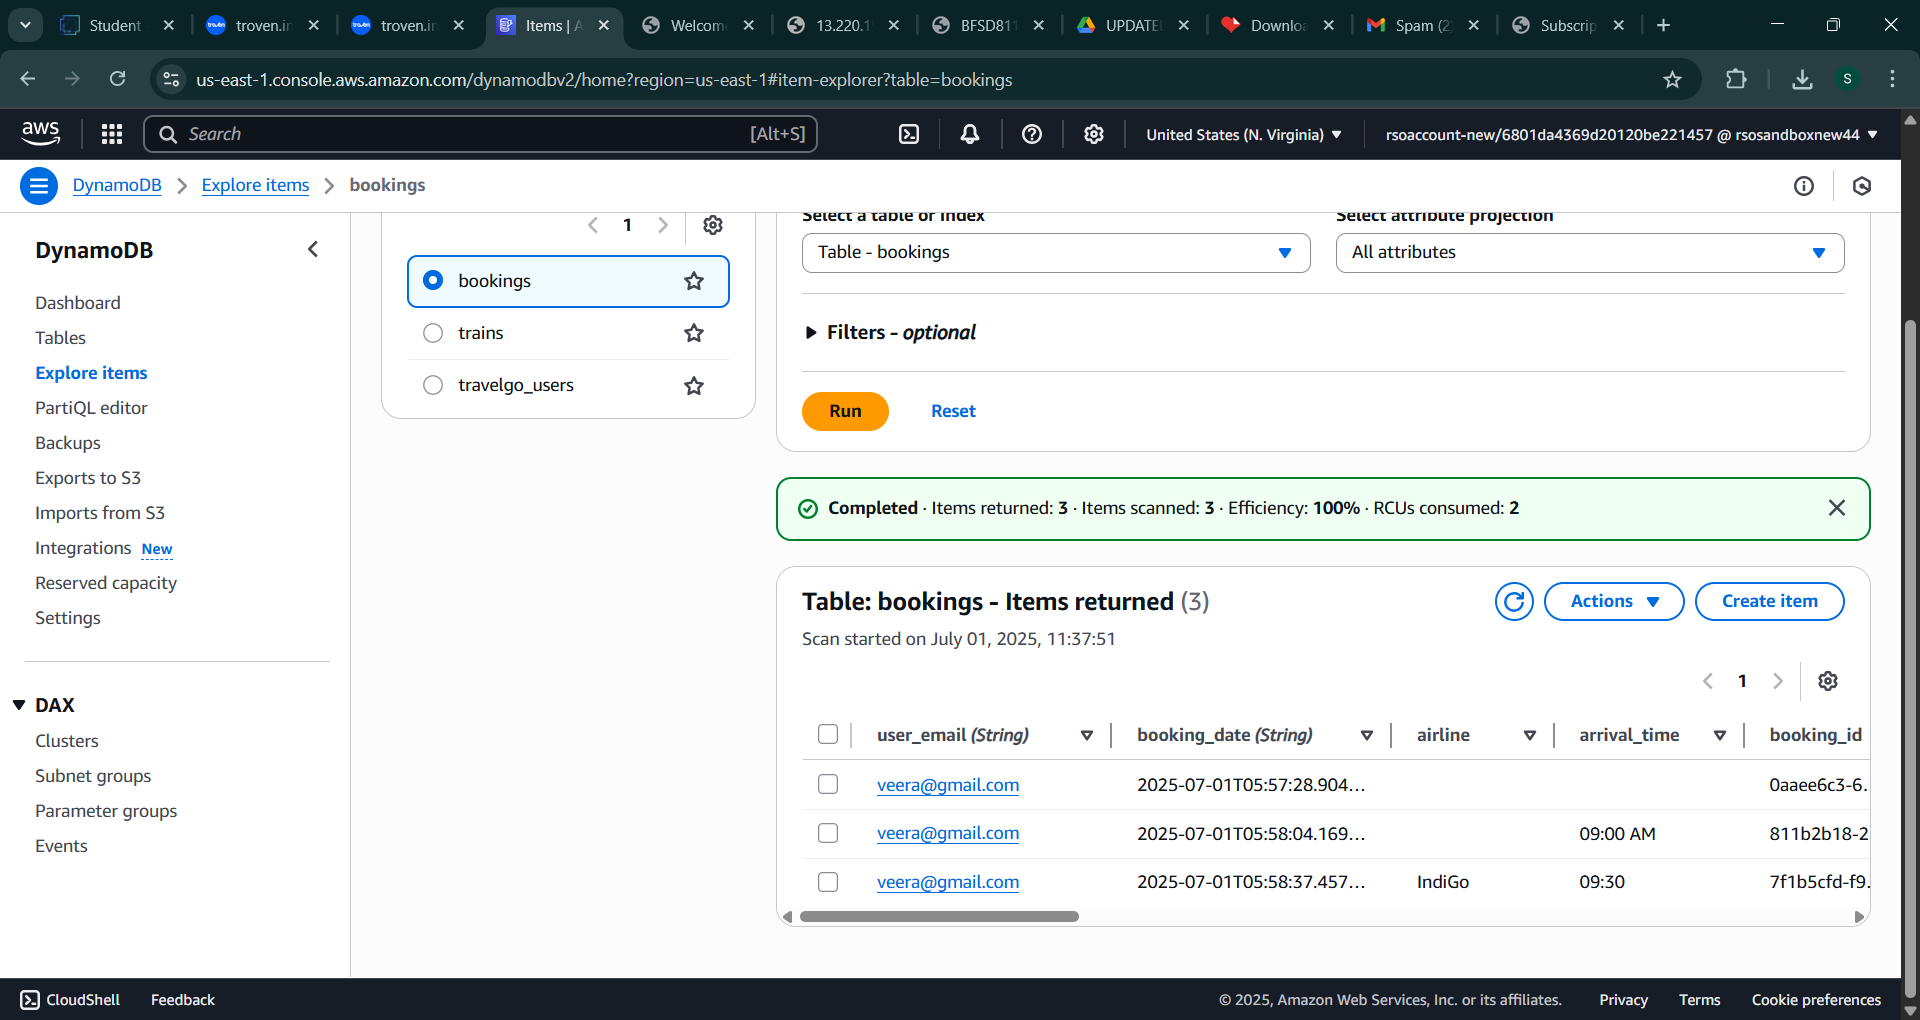 Student
troven.in
troven.in
Items | A
Welcom
13.220.1
BFSD811
UPDATE
Downloa
Spam (2
Subscrip
us-east-1.console.aws.amazon.com/dynamodbv2/home?region=us-east-1#item-explorer?table=bookings
S
aws
Search
[Alt+S]
United States (N. Virginia)
rsoaccount-new/6801da4369d20120be221457 @ rsosandboxnew44
DynamoDB
Explore items
bookings
DynamoDB
Dashboard
Tables
Explore items
PartiQL editor
Backups
Exports to S3
Imports from S3
Integrations New
Reserved capacity
Settings
DAX
Clusters
Subnet groups
Parameter groups
Events
1
bookings
trains
travelgo_users
Select a table or index
Select attribute projection
Table - bookings
All attributes
Filters - optional
Run
Reset
Completed · Items returned: 3 · Items scanned: 3 · Efficiency: 100% · RCUs consumed: 2
Table: bookings - Items returned (3)
Actions
Create item
Scan started on July 01, 2025, 11:37:51
1
user_email (String) booking_date (String) airline arrival_time booking_id
veera@gmail.com 2025-07-01T05:57:28.904... 0aaee6c3-6.
veera@gmail.com 2025-07-01T05:58:04.169... 09:00 AM 811b2b18-2
veera@gmail.com 2025-07-01T05:58:37.457... IndiGo 09:30 7f1b5cfd-f9.
CloudShell
Feedback
© 2025, Amazon Web Services, Inc. or its affiliates.
Privacy
Terms
Cookie preferences